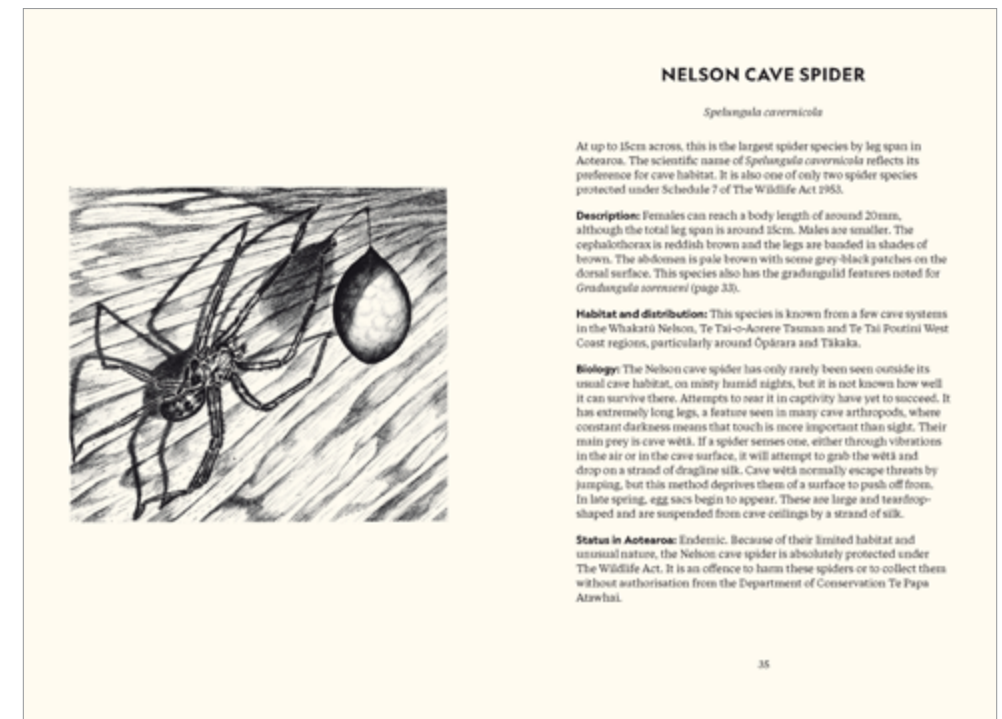 NELSON CAVE SPIDER
Spelungula cavernicola
At up to 15cm across, this is the largest spider species by leg span in
Aotearoa. The scientific name of Spelungula cavernicola reflects its
preference for cave habitat. It is also one of only two spider species
protected under Schedule 7 of The Wildlife Act 1953.
Description: Females can reach a body length of around 20mm,
although the total leg span is around 15cm. Males are smaller. The
cephalothorax is reddish brown and the legs are banded in shades of
brown. The abdomen is pale brown with some grey-black patches on the
dorsal surface. This species also has the gradungulid features noted for
Gradungula sorenseni (page 33).
Habitat and distribution: This species is known from a few cave systems
in the Whakatū Nelson, Te Tai-o-Aorere Tasman and Te Tai Poutini West
Coast regions, particularly around Ōpārara and Tākaka.
Biology: The Nelson cave spider has only rarely been seen outside its
usual cave habitat, on misty humid nights, but it is not known how well
it can survive there. Attempts to rear it in captivity have yet to succeed. It
has extremely long legs, a feature seen in many cave arthropods, where
constant darkness means that touch is more important than sight. Their
main prey is cave wētā. If a spider senses one, either through vibrations
in the air or in the cave surface, it will attempt to grab the wētā and
drop on a strand of dragline silk. Cave wētā normally escape threats by
jumping, but this method deprives them of a surface to push off from.
In late spring, egg sacs begin to appear. These are large and teardrop-
shaped and are suspended from cave ceilings by a strand of silk.
Status in Aotearoa: Endemic. Because of their limited habitat and
unusual nature, the Nelson cave spider is absolutely protected under
The Wildlife Act. It is an offence to harm these spiders or to collect them
without authorisation from the Department of Conservation Te Papa
Atawhai.
35